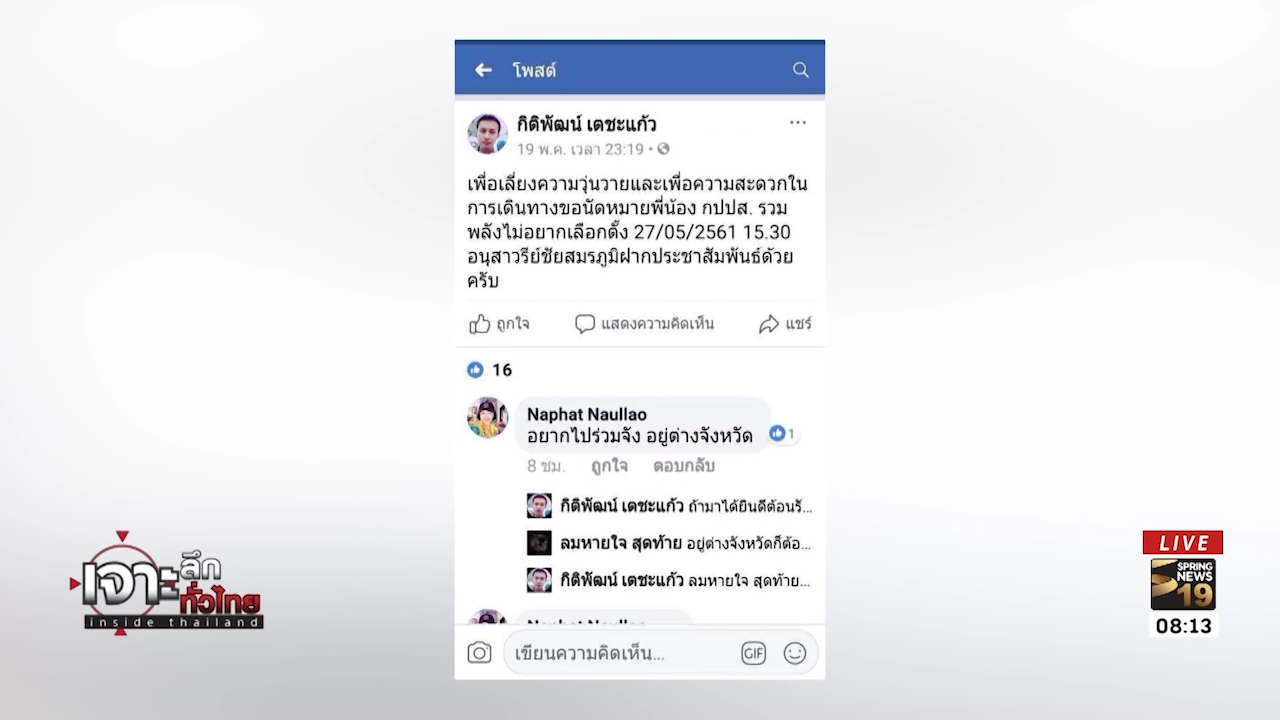 โพสต์
กิติพัฒน์ เตชะแก้ว
19 พ.ค. เวลา 23:19
เพื่อเลี่ยงความวุ่นวายและเพื่อความสะดวกใน
การเดินทางขอนัดหมายพี่น้อง กปปส. รวม
พลังไม่อยากเลือกตั้ง 27/05/2561 15.30
อนุสาวรีย์ชัยสมรภูมิฝากประชาสัมพันธ์ด้วย
ครับ
ถูกใจ แสดงความคิดเห็น แชร์
16
Naphat Naullao
อยากไปร่วมจัง อยู่ต่างจังหวัด
1
8 ชม. ถูกใจ ตอบกลับ
กิติพัฒน์ เตชะแก้ว ถ้ามาได้ยินดีต้อนรั...
ลมหายใจ สุดท้าย อยู่ต่างจังหวัดก็ต้อ...
กิติพัฒน์ เตชะแก้ว ลมหายใจ สุดท้าย...
Naphat Naullao
เขียนความคิดเห็น... GIF
เจาะลึกทั่วไทย
inside thailand
LIVE
SPRING
NEWS
19
08:13